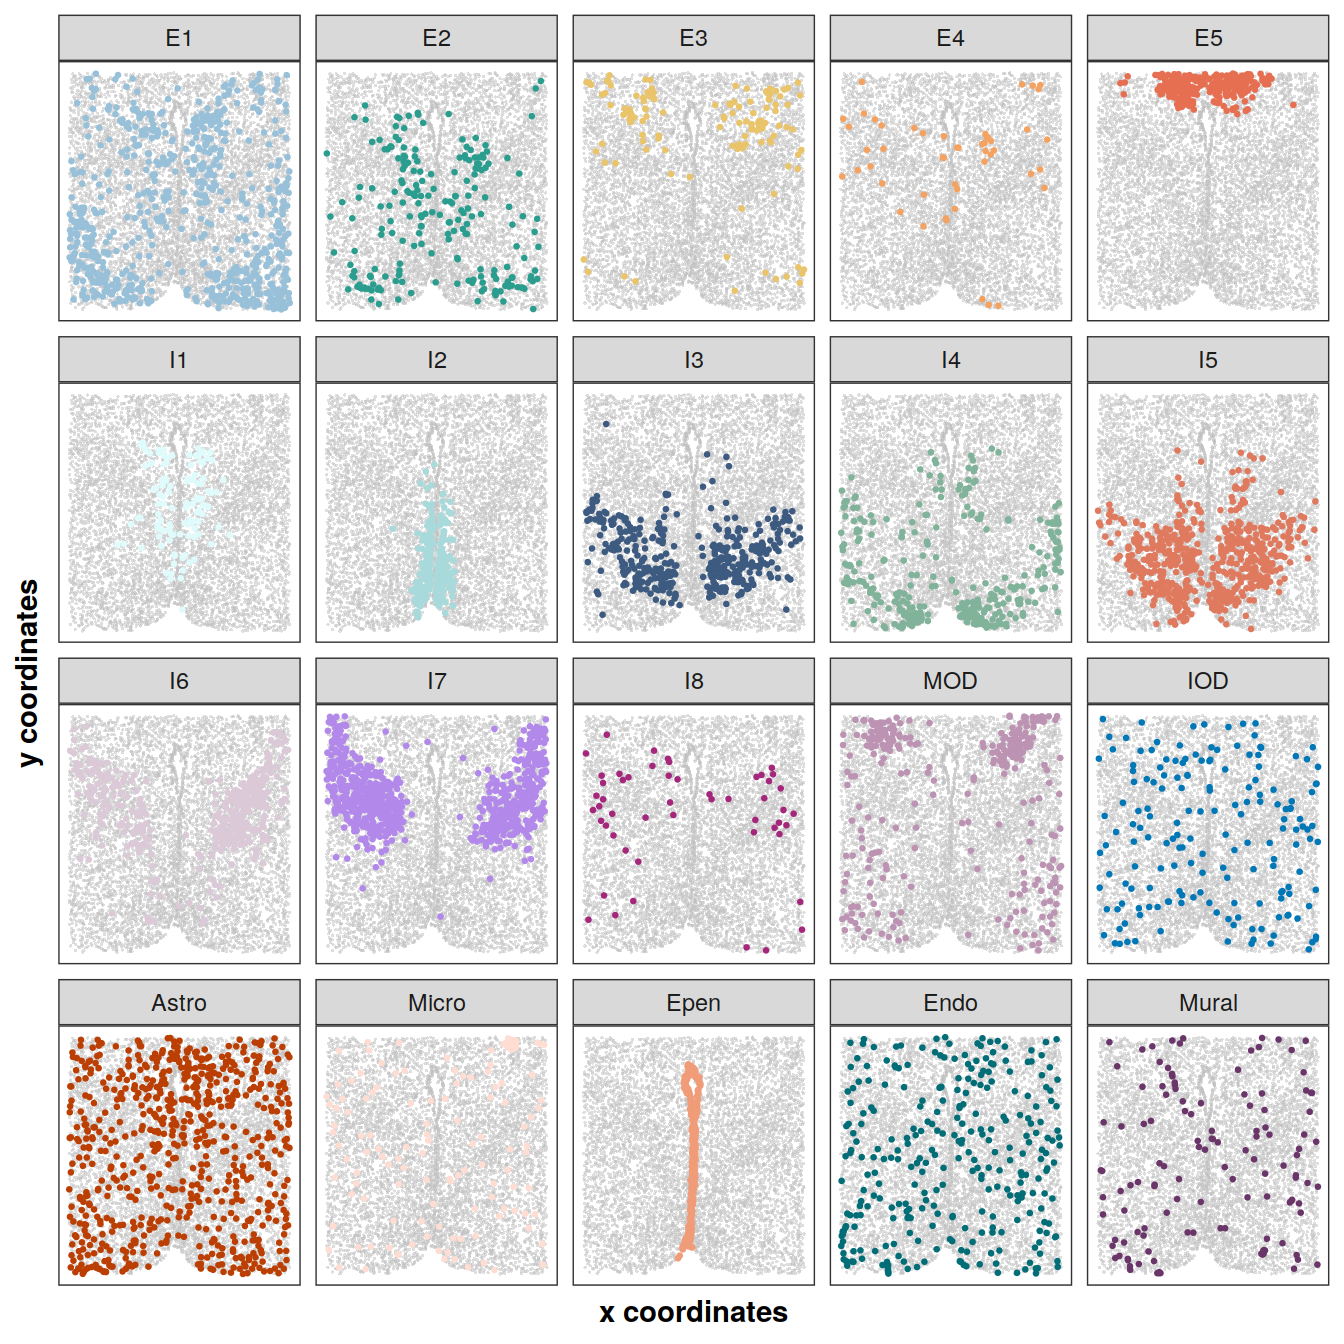 E1
E2
E3
E4
E5
I1
I2
I3
I4
I5
I6
I7
I8
MOD
IOD
Astro
Micro
Epen
Endo
Mural
y coordinates
x coordinates